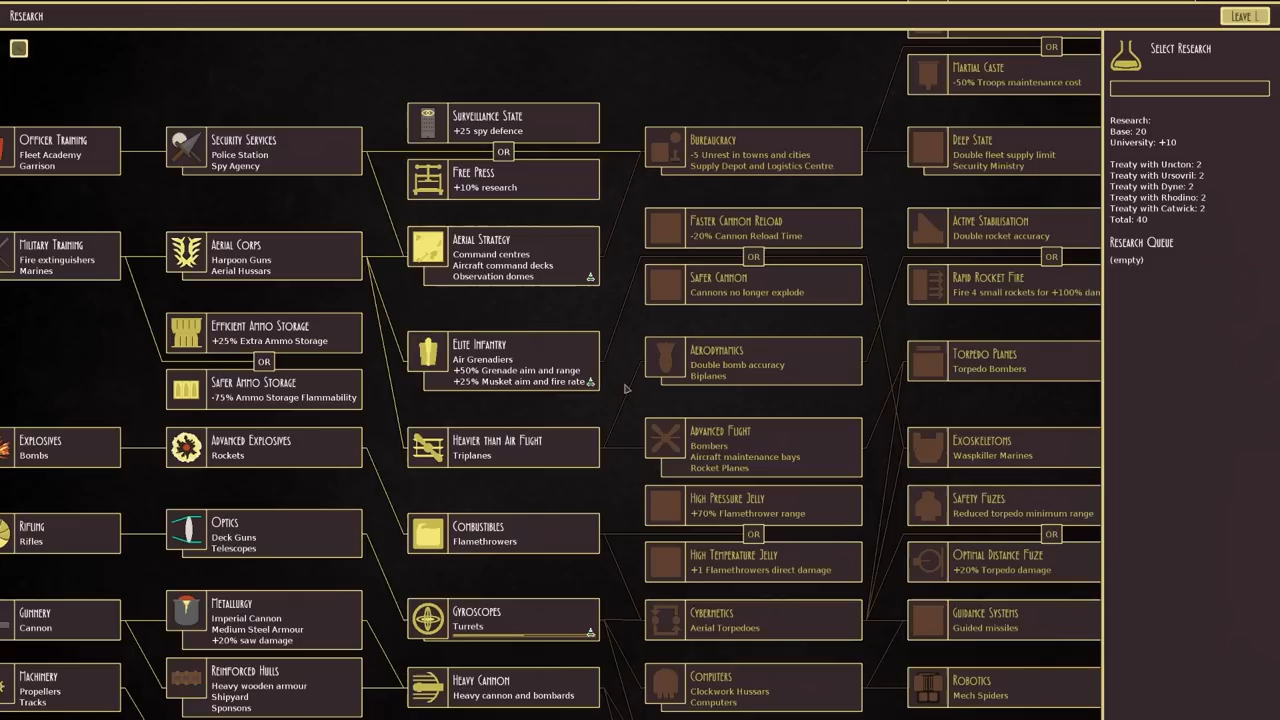 Research
Leave
Officer Training
Fleet Academy
Garrison
Military Training
Fire extinguishers
Marines
Explosives
Bombs
Rifling
Rifles
Gunnery
Cannon
Machinery
Propellers
Tracks
Security Services
Police Station
Spy Agency
Aerial Corps
Harpoon Guns
Aerial Hussars
Efficient Ammo Storage
+25% Extra Ammo Storage
OR
Safer Ammo Storage
-75% Ammo Storage Flammability
Advanced Explosives
Rockets
Optics
Deck Guns
Telescopes
Metallurgy
Imperial Cannon
Medium Steel Armour
+20% saw damage
Reinforced Hulls
Heavy wooden armour
Shipyard
Sponsons
Surveillance State
+25 spy defence
OR
Free Press
+10% research
Aerial Strategy
Command centres
Aircraft command decks
Observation domes
Elite Infantry
Air Grenadiers
+50% Grenade aim and range
+25% Musket aim and fire rate
Heavier than Air Flight
Triplanes
Combustibles
Flamethrowers
Gyroscopes
Turrets
Heavy Cannon
Heavy cannon and bombards
Bureaucracy
-5 Unrest in towns and cities
Supply Depot and Logistics Centre
Faster Cannon Reload
-20% Cannon Reload Time
OR
Safer Cannon
Cannons no longer explode
Aerodynamics
Double bomb accuracy
Biplanes
Advanced Flight
Bombers
Aircraft maintenance bays
Rocket Planes
High Pressure Jelly
+70% Flamethrower range
OR
High Temperature Jelly
+1 Flamethrowers direct damage
Cybernetics
Aerial Torpedoes
Computers
Clockwork Hussars
Computers
OR
Martial Caste
-50% Troops maintenance cost
Deep State
Double fleet supply limit
Security Ministry
Active Stabilisation
Double rocket accuracy
OR
Rapid Rocket Fire
Fire 4 small rockets for +100% dan
Torpedo Planes
Torpedo Bombers
Exoskeletons
Waspkiller Marines
Safety Fuzes
Reduced torpedo minimum range
OR
Optimal Distance Fuze
+20% Torpedo damage
Guidance Systems
Guided missiles
Robotics
Mech Spiders
Select Research
Research:
Base: 20
University: +10
Treaty with Uncton: 2
Treaty with Ursovril: 2
Treaty with Dyne: 2
Treaty with Rhodino: 2
Treaty with Catwick: 2
Total: 40
Research Queue
(empty)